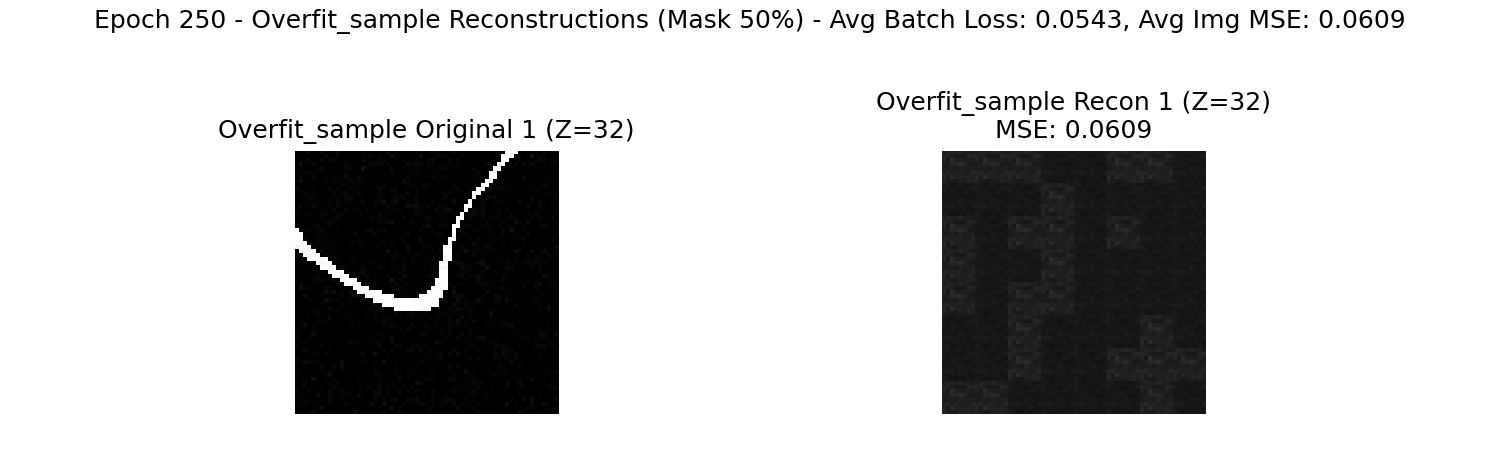 Epoch 250 - Overfit_sample Reconstructions (Mask 50%) - Avg Batch Loss: 0.0543, Avg Img MSE: 0.0609
Overfit_sample Original 1 (Z=32)
Overfit_sample Recon 1 (Z=32)
MSE: 0.0609